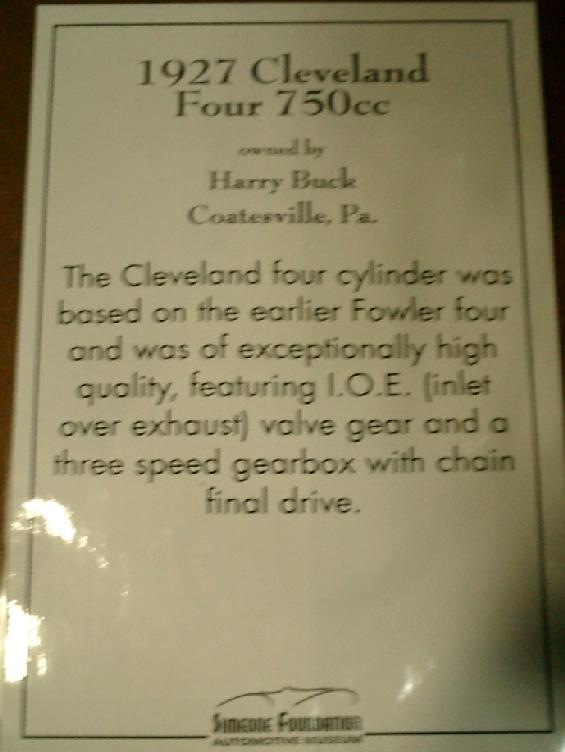 1927 Cleveland
Four 750cc
owned by
Harry Buck
Coatesville, Pa.
The Cleveland four cylinder was
based on the earlier Fowler four
and was of exceptionally high
quality, featuring I.O.E. (inlet
over exhaust) valve gear and a
three speed gearbox with chain
final drive.
SIMEONE FOUNDATION
AUTOMOTIVE MUSEUM